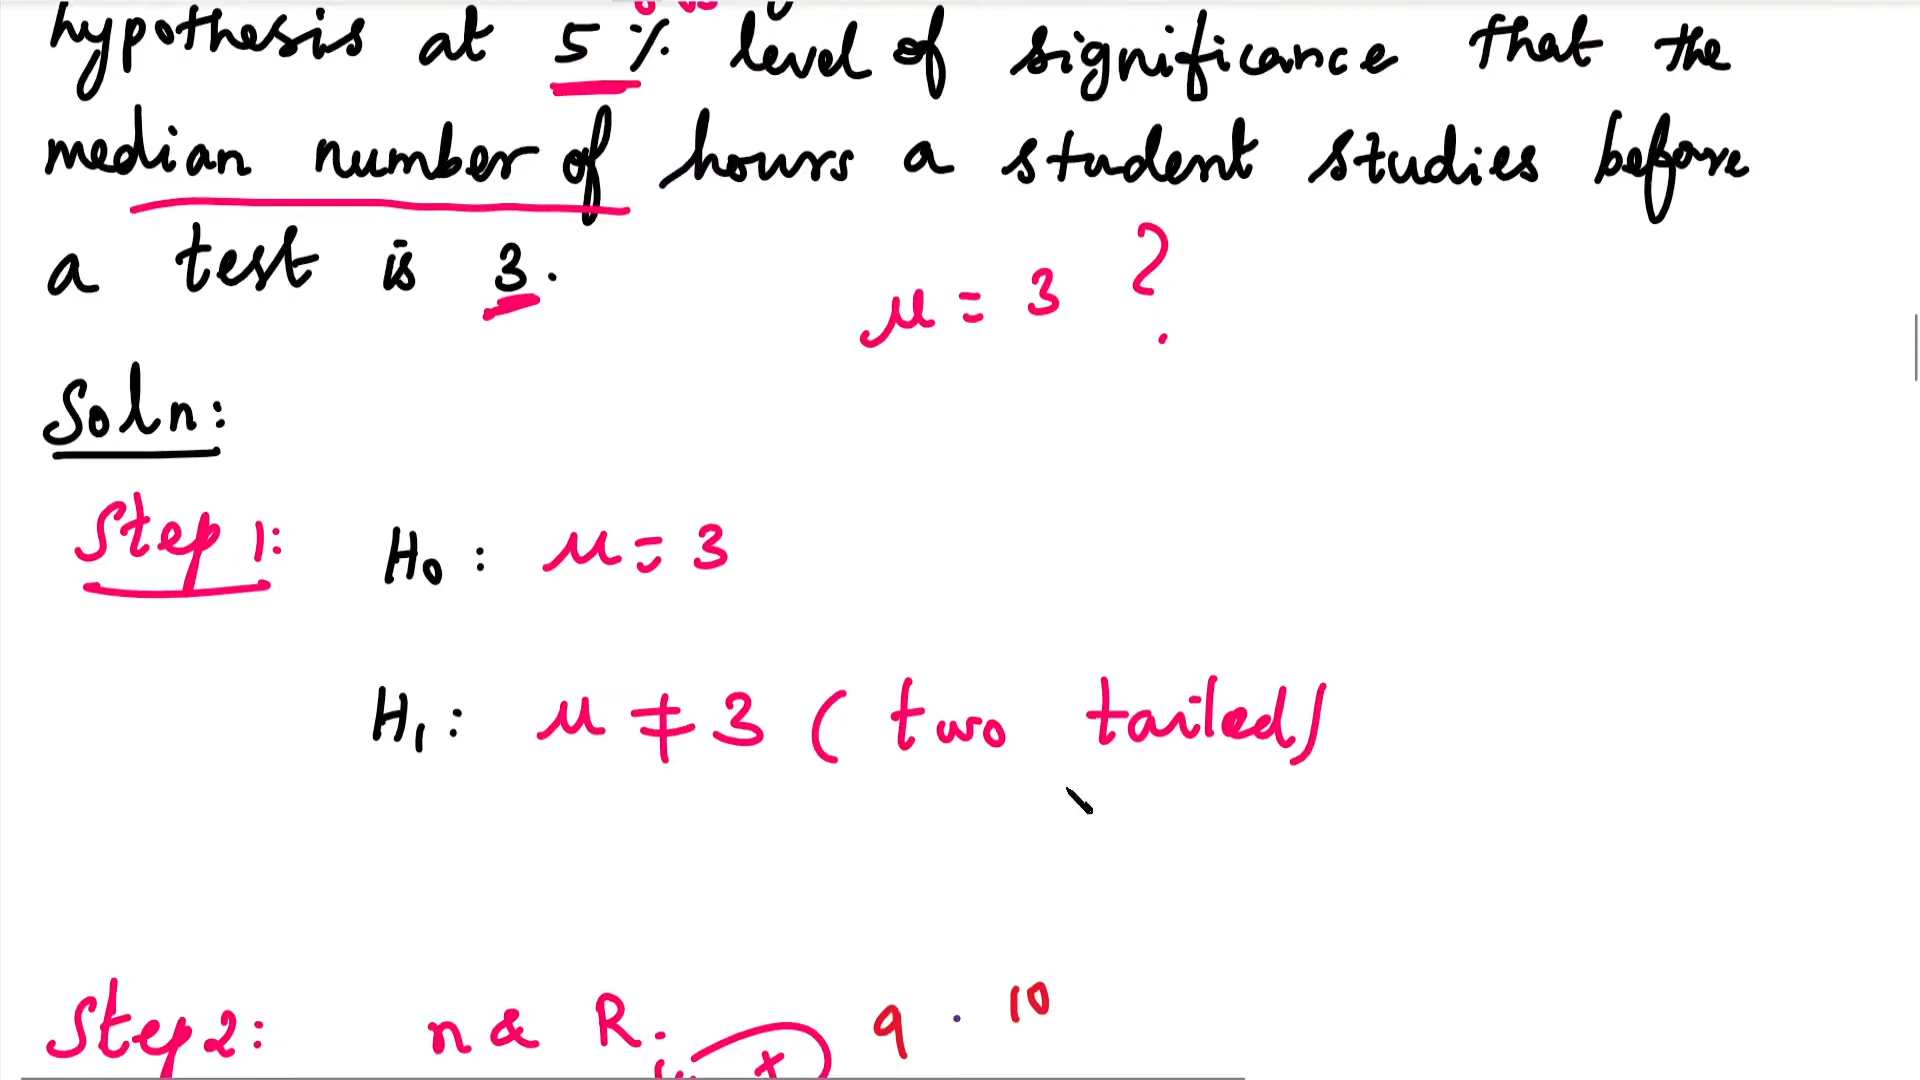 hypothesis at 5% level of significance that the
median number of hours a student studies before
a test is 3.
μ = 3 ?
Soln:
Step 1: H₀ : μ = 3
H₁ : μ ≠ 3 ( two tailed)
Step 2: n & R : 9 . 10